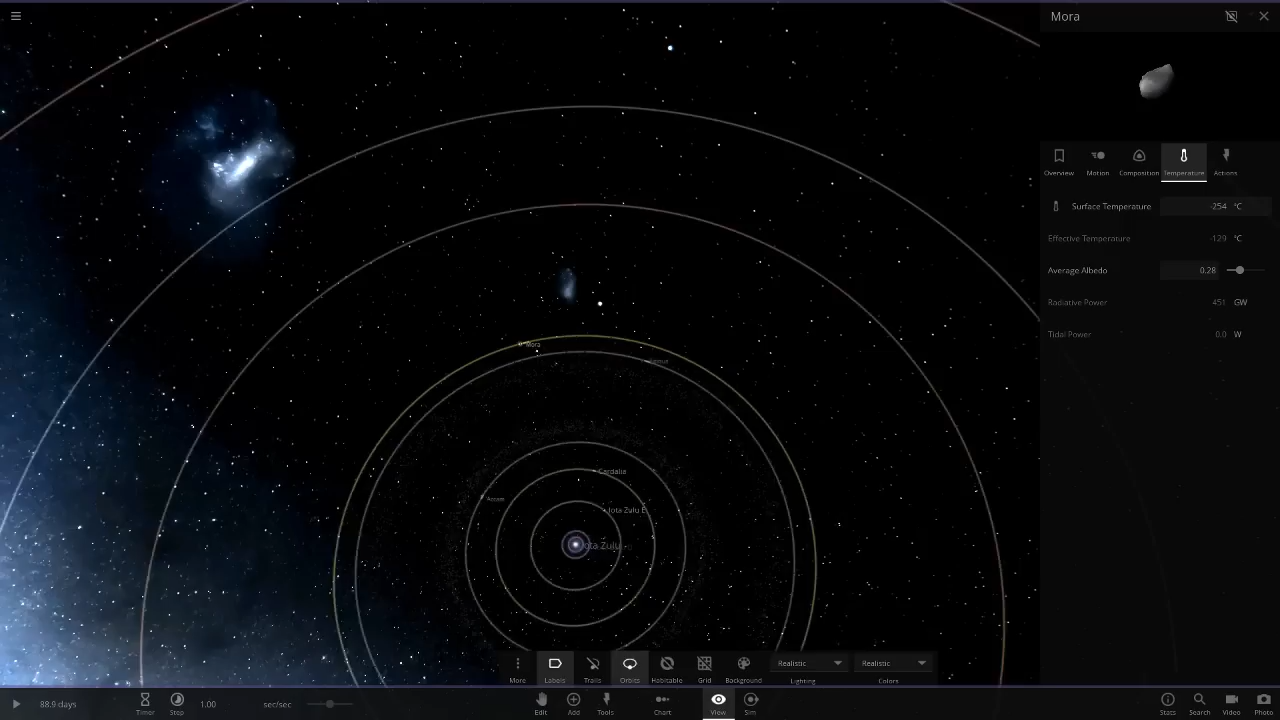 Mora
Overview Motion Composition Temperature Actions
Surface Temperature -254 °C
Effective Temperature -129 °C
Average Albedo 0.28
Radiative Power 451 GW
Tidal Power 0.0 W
Mora
Cardalia
Iota Zulu E
Iota Zulu
More Labels Trails Orbits Habitable Grid Background
Realistic Realistic
Lighting Colors
88.9 days Timer Step 1.00 sec/sec Edit Add Tools Chart View Sim Stats Search Video Photo